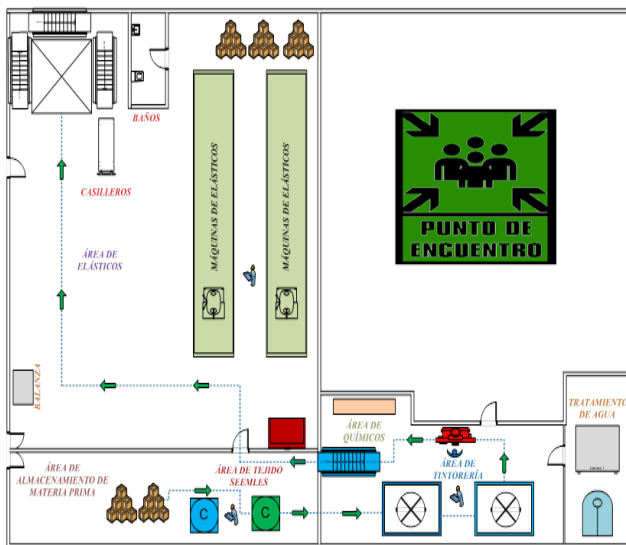 BAÑOS
CASILLEROS
ÁREA DE
ELÁSTICOS
MÁQUINAS DE ELÁSTICOS
MÁQUINAS DE ELÁSTICOS
PUNTO DE
ENCUENTRO
BALANZA
TRATAMIENTO
DE AGUA
ÁREA DE
QUÍMICOS
ÁREA DE
ALMACENAMIENTO DE
MATERIA PRIMA
ÁREA DE TEJIDO
SEEMLES
ÁREA DE
TINTORERÍA
C
C